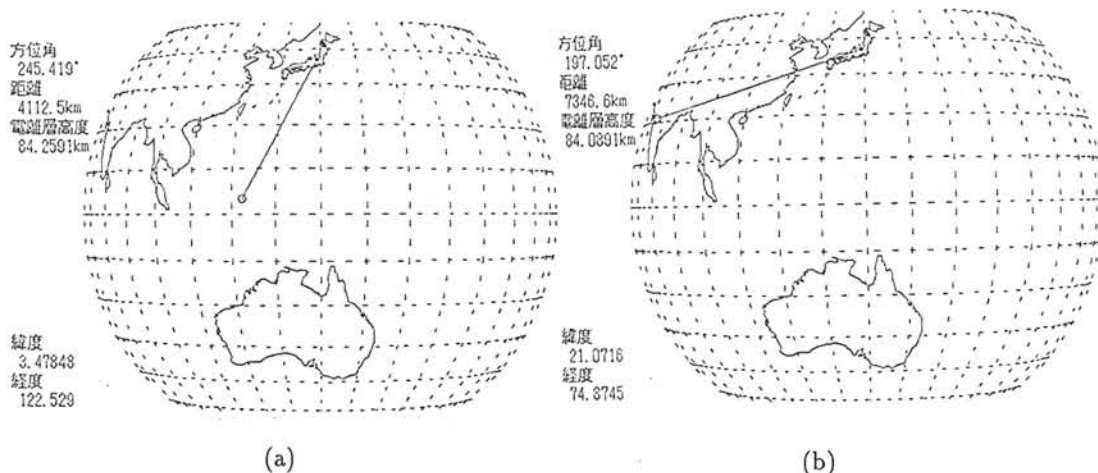 方位角
245.419°
距離
4112.5km
電離層高度
84.2591km
緯度
3.47848
経度
122.529
(a)
方位角
197.052°
距離
7346.6km
電離層高度
84.0891km
緯度
21.0716
経度
74.8745
(b)